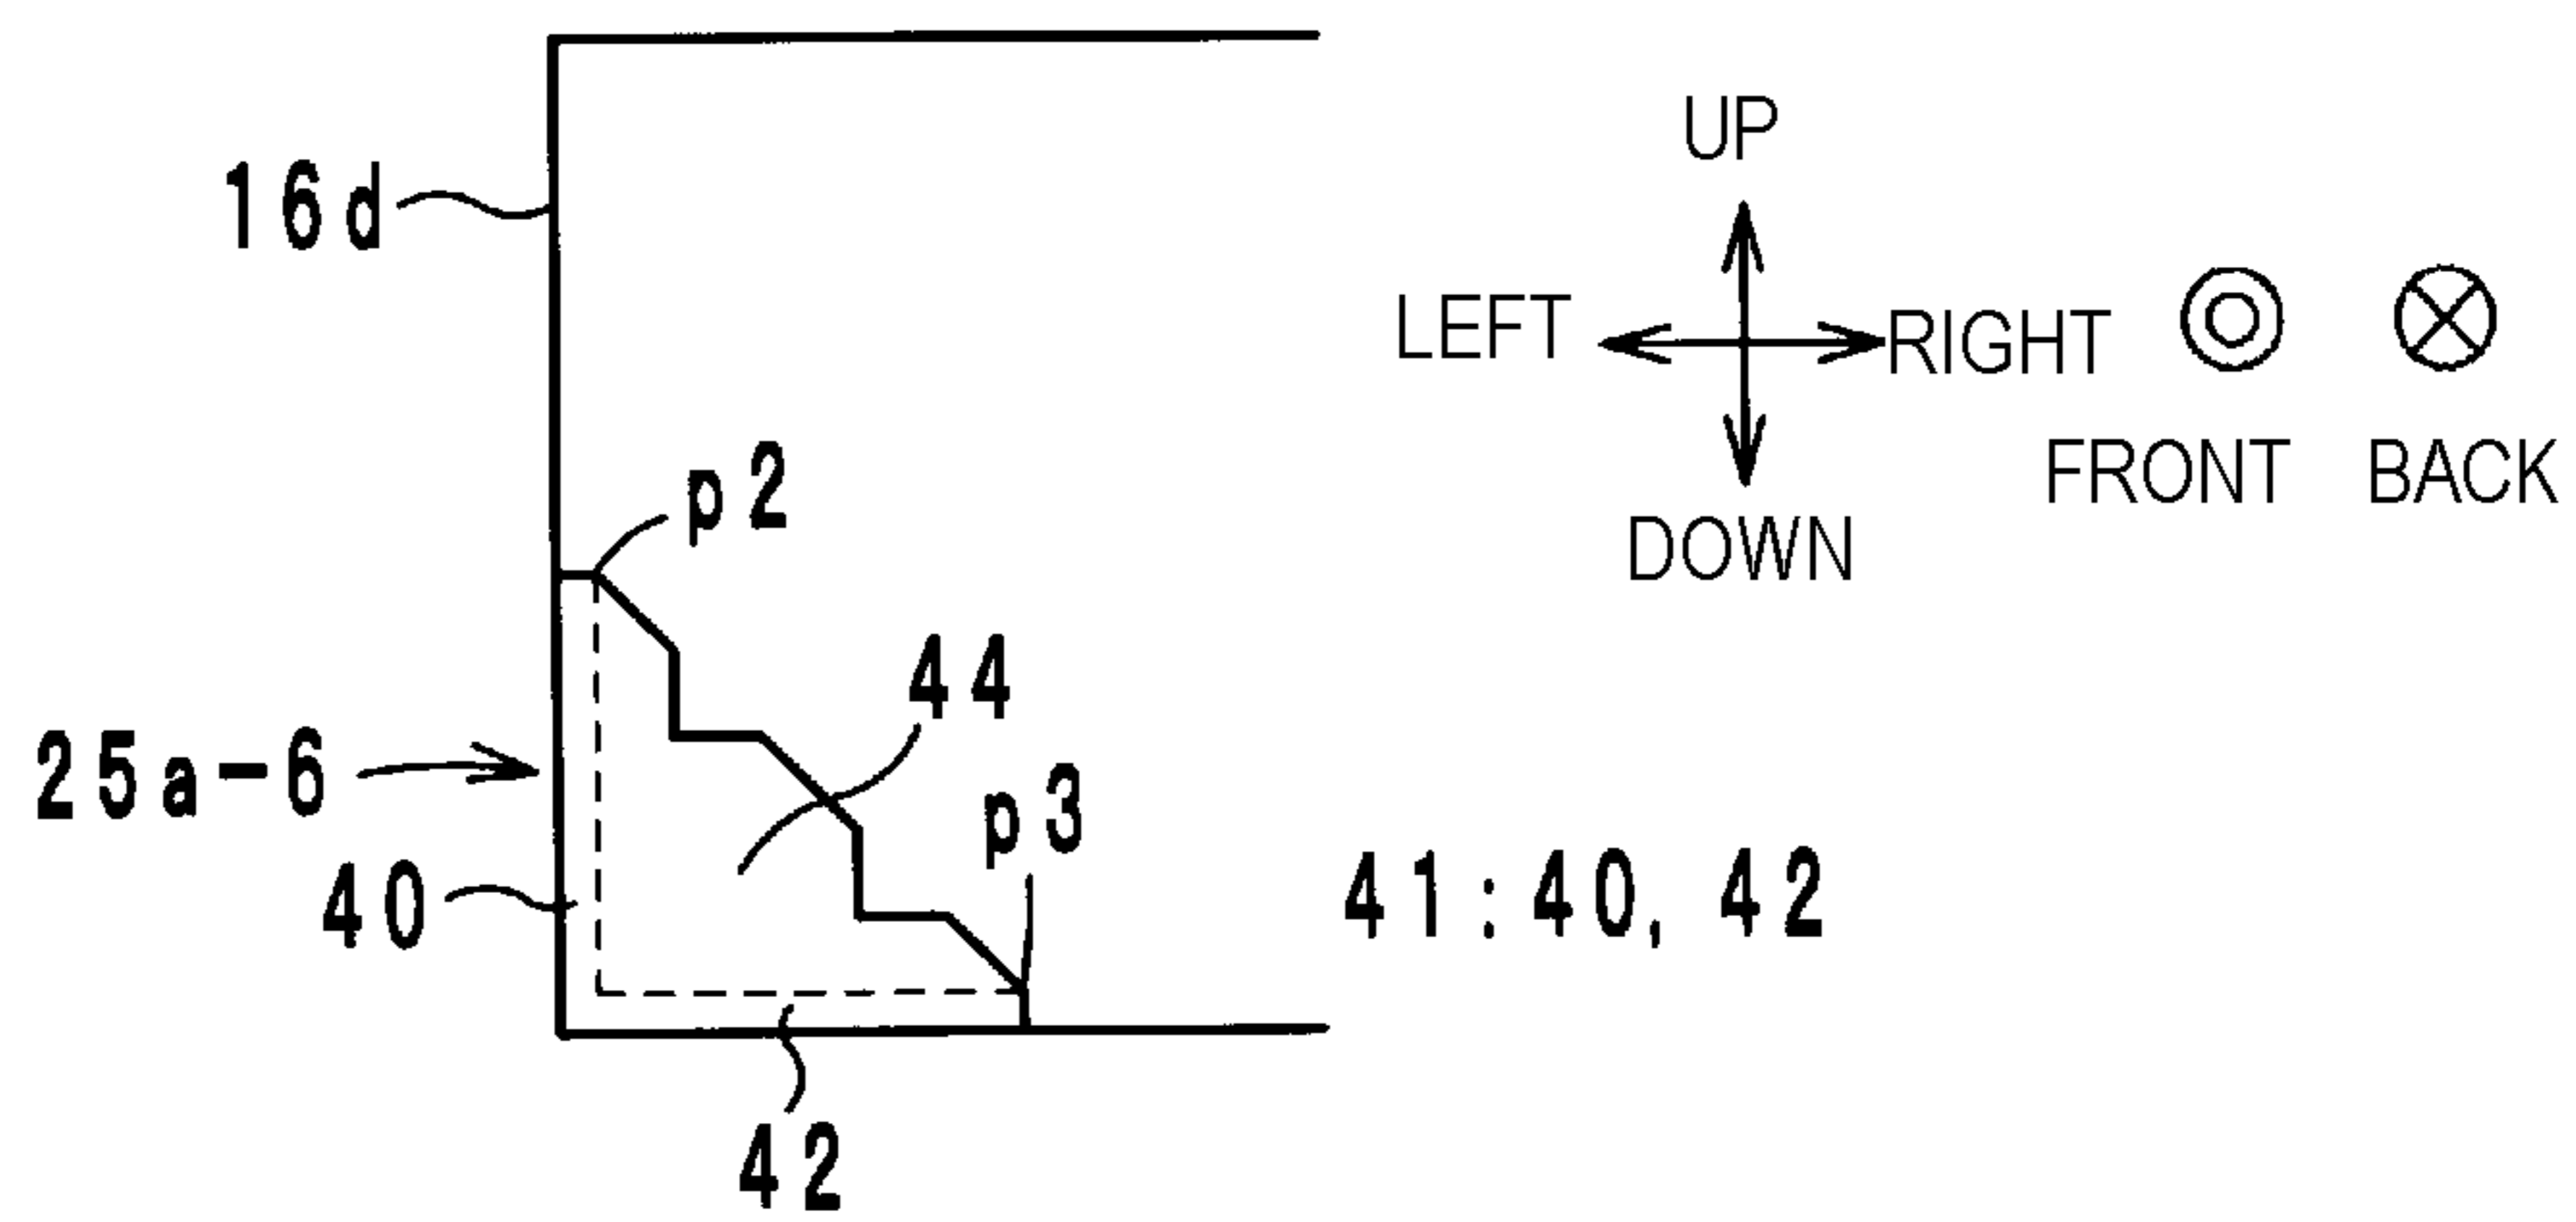 UP
16d
LEFT RIGHT
FRONT BACK
p2
DOWN
44
25a-6
p3
40
41:40, 42
42